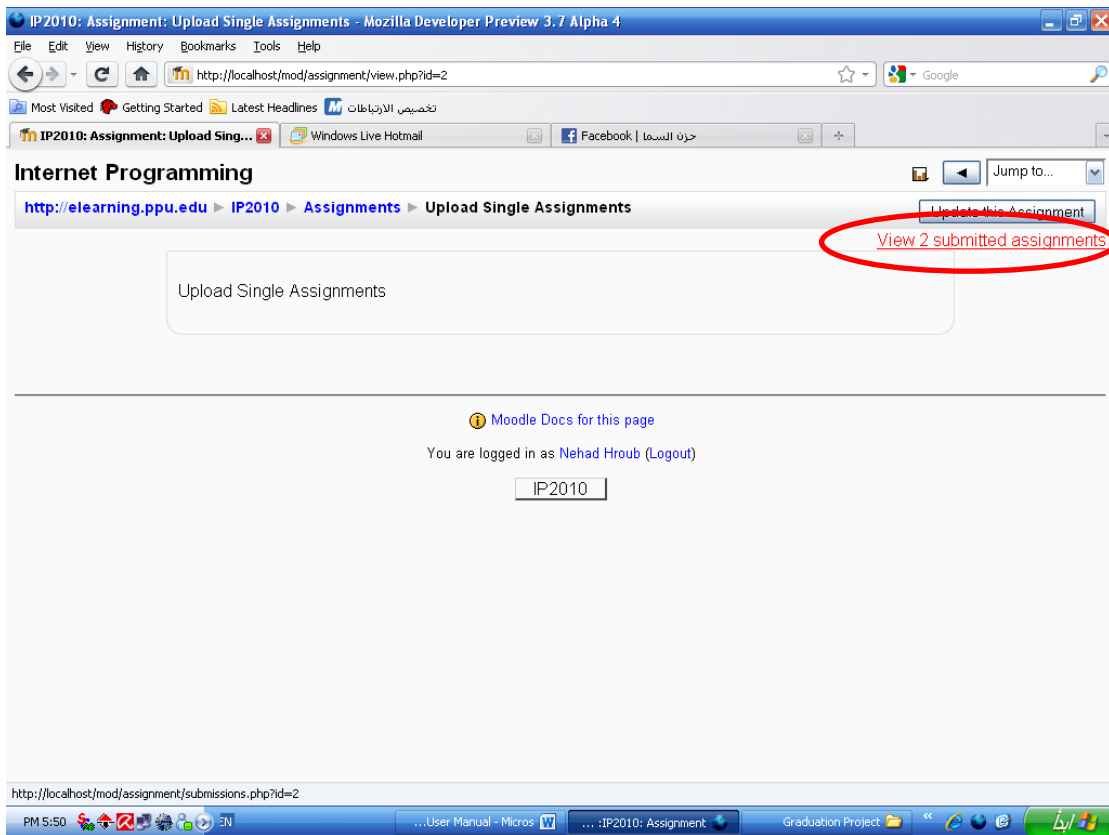 IP2010: Assignment: Upload Single Assignments - Mozilla Developer Preview 3.7 Alpha 4
File Edit View History Bookmarks Tools Help
http://localhost/mod/assignment/view.php?id=2 Google
Most Visited Getting Started Latest Headlines تخصيص الارتباطات
IP2010: Assignment: Upload Sing... Windows Live Hotmail حزن السما | Facebook
Internet Programming Jump to...
http://elearning.ppu.edu ► IP2010 ► Assignments ► Upload Single Assignments Update this Assignment
View 2 submitted assignments
Upload Single Assignments
Moodle Docs for this page
You are logged in as Nehad Hroub (Logout)
IP2010
http://localhost/mod/assignment/submissions.php?id=2
PM 5:50 EN ...User Manual - Micros ... :IP2010: Assignment Graduation Project « ابدأ